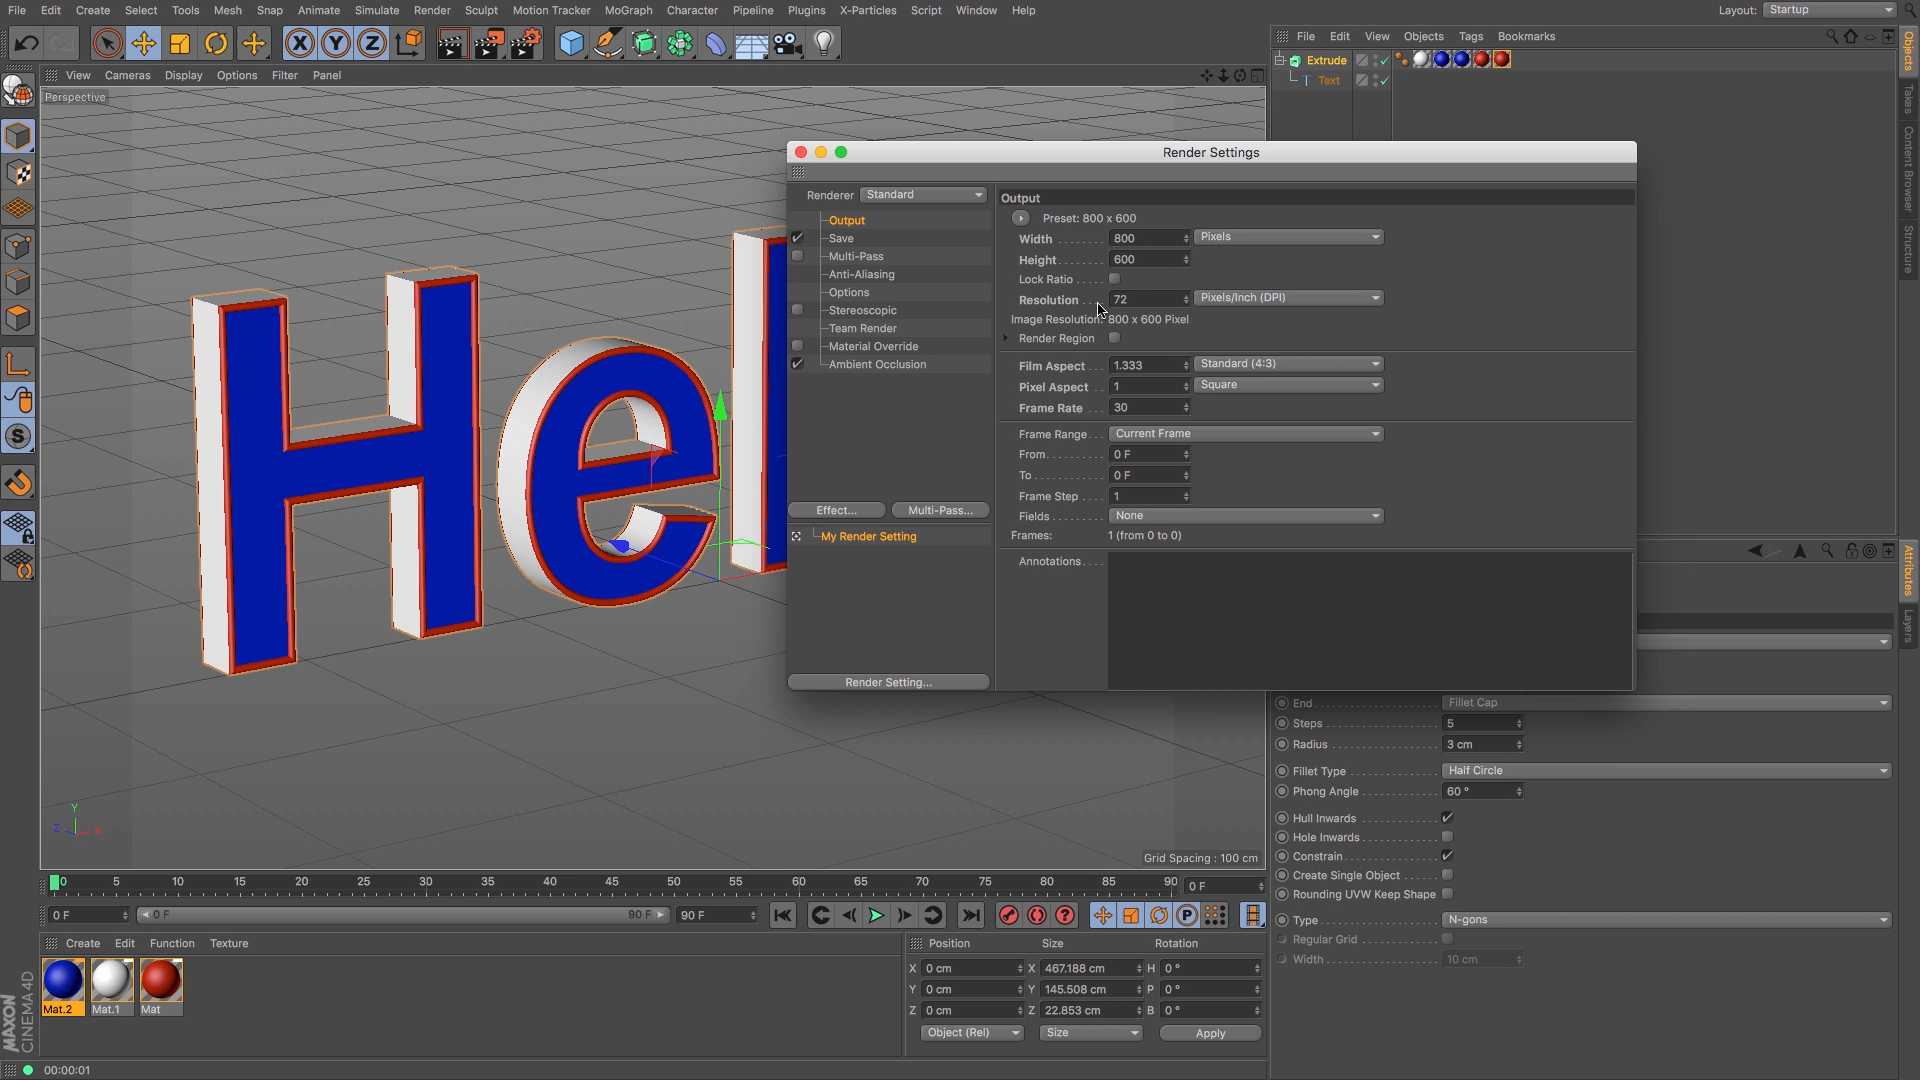 File Edit Create Select Tools Mesh Snap Animate Simulate Render Sculpt Motion Tracker MoGraph Character Pipeline Plugins X-Particles Script Window Help Layout: Startup
X Y Z
File Edit View Objects Tags Bookmarks
Extrude
Text
Objects
Takes
Content Browser
Structure
Attributes
Layers
View Cameras Display Options Filter Panel
Perspective
Hel
Y
Z X
Grid Spacing : 100 cm
S
Render Settings
Renderer Standard
Output
Save
Multi-Pass
Anti-Aliasing
Options
Stereoscopic
Team Render
Material Override
Ambient Occlusion
Effect... Multi-Pass...
My Render Setting
Render Setting...
Output
Preset: 800 x 600
Width 800 Pixels
Height 600
Lock Ratio
Resolution 72 Pixels/Inch (DPI)
Image Resolution: 800 x 600 Pixel
Render Region
Film Aspect 1.333 Standard (4:3)
Pixel Aspect 1 Square
Frame Rate 30
Frame Range Current Frame
From 0 F
To 0 F
Frame Step 1
Fields None
Frames: 1 (from 0 to 0)
Annotations
End Fillet Cap
Steps 5
Radius 3 cm
Fillet Type Half Circle
Phong Angle 60 °
Hull Inwards
Hole Inwards
Constrain
Create Single Object
Rounding UVW Keep Shape
Type N-gons
Regular Grid
Width 10 cm
0 5 10 15 20 25 30 35 40 45 50 55 60 65 70 75 80 85 90 0 F
0 F 0 F 90 F 90 F
P
Create Edit Function Texture
Mat.2 Mat.1 Mat
Position Size Rotation
X 0 cm X 467.188 cm H 0 °
Y 0 cm Y 145.508 cm P 0 °
Z 0 cm Z 22.853 cm B 0 °
Object (Rel) Size Apply
MAXON
CINEMA 4D
00:00:01